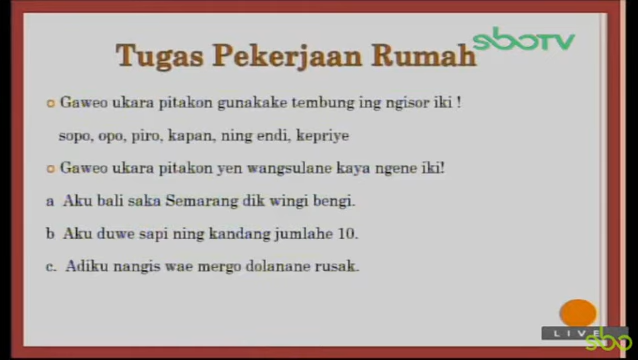 sboTV
Tugas Pekerjaan Rumah
Gaweo ukara pitakon gunakake tembung ing ngisor iki !
sopo, opo, piro, kapan, ning endi, kepriye
Gaweo ukara pitakon yen wangsulane kaya ngene iki!
a Aku bali saka Semarang dik wingi bengi.
b Aku duwe sapi ning kandang jumlahe 10.
c. Adiku nangis wae mergo dolanane rusak.
LIVE
sbo